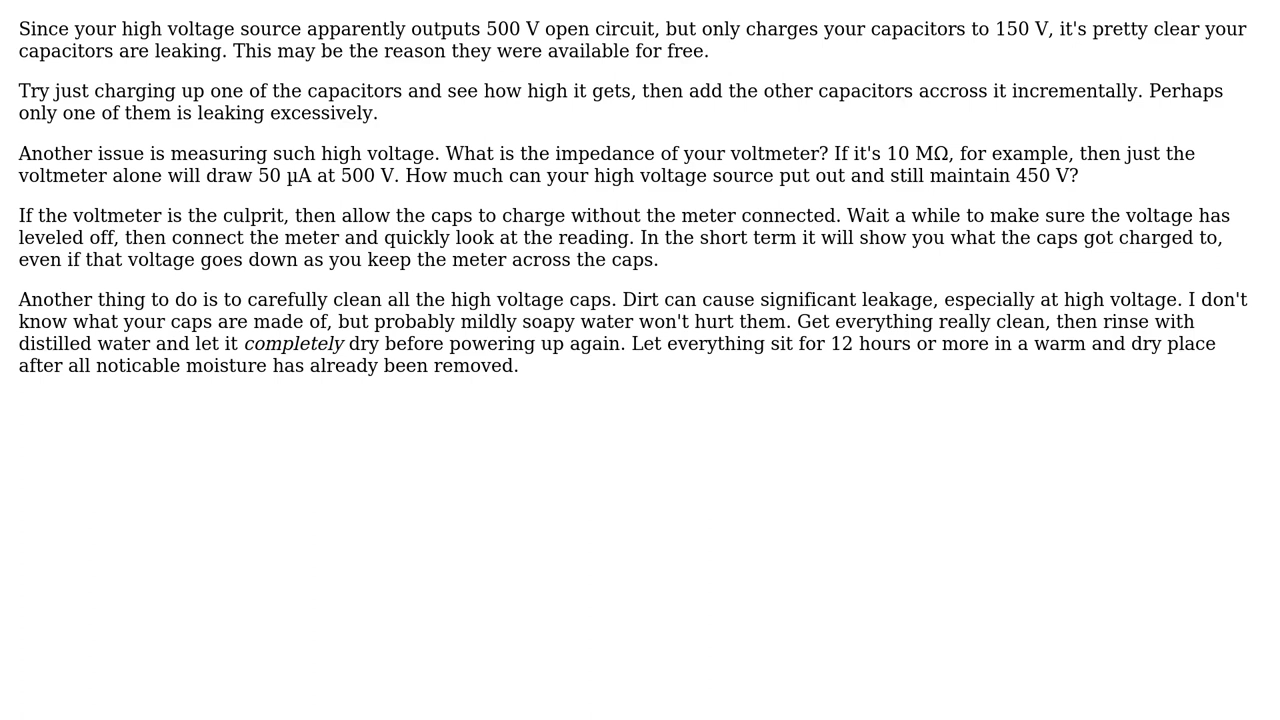 Since your high voltage source apparently outputs 500 V open circuit, but only charges your capacitors to 150 V, it's pretty clear your
capacitors are leaking. This may be the reason they were available for free.
Try just charging up one of the capacitors and see how high it gets, then add the other capacitors accross it incrementally. Perhaps
only one of them is leaking excessively.
Another issue is measuring such high voltage. What is the impedance of your voltmeter? If it's 10 MΩ, for example, then just the
voltmeter alone will draw 50 µA at 500 V. How much can your high voltage source put out and still maintain 450 V?
If the voltmeter is the culprit, then allow the caps to charge without the meter connected. Wait a while to make sure the voltage has
leveled off, then connect the meter and quickly look at the reading. In the short term it will show you what the caps got charged to,
even if that voltage goes down as you keep the meter across the caps.
Another thing to do is to carefully clean all the high voltage caps. Dirt can cause significant leakage, especially at high voltage. I don't
know what your caps are made of, but probably mildly soapy water won't hurt them. Get everything really clean, then rinse with
distilled water and let it completely dry before powering up again. Let everything sit for 12 hours or more in a warm and dry place
after all noticable moisture has already been removed.